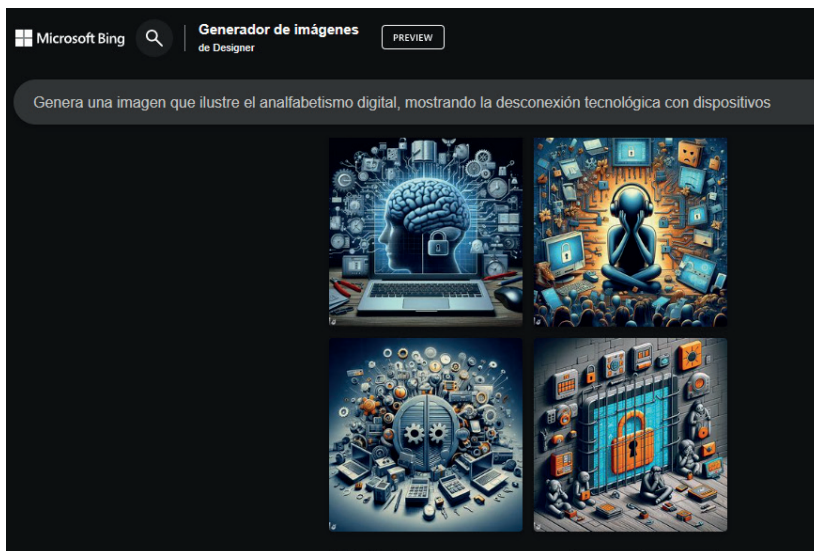 Microsoft Bing
Generador de imágenes
de Designer
PREVIEW
Genera una imagen que ilustre el analfabetismo digital, mostrando la desconexión tecnológica con dispositivos